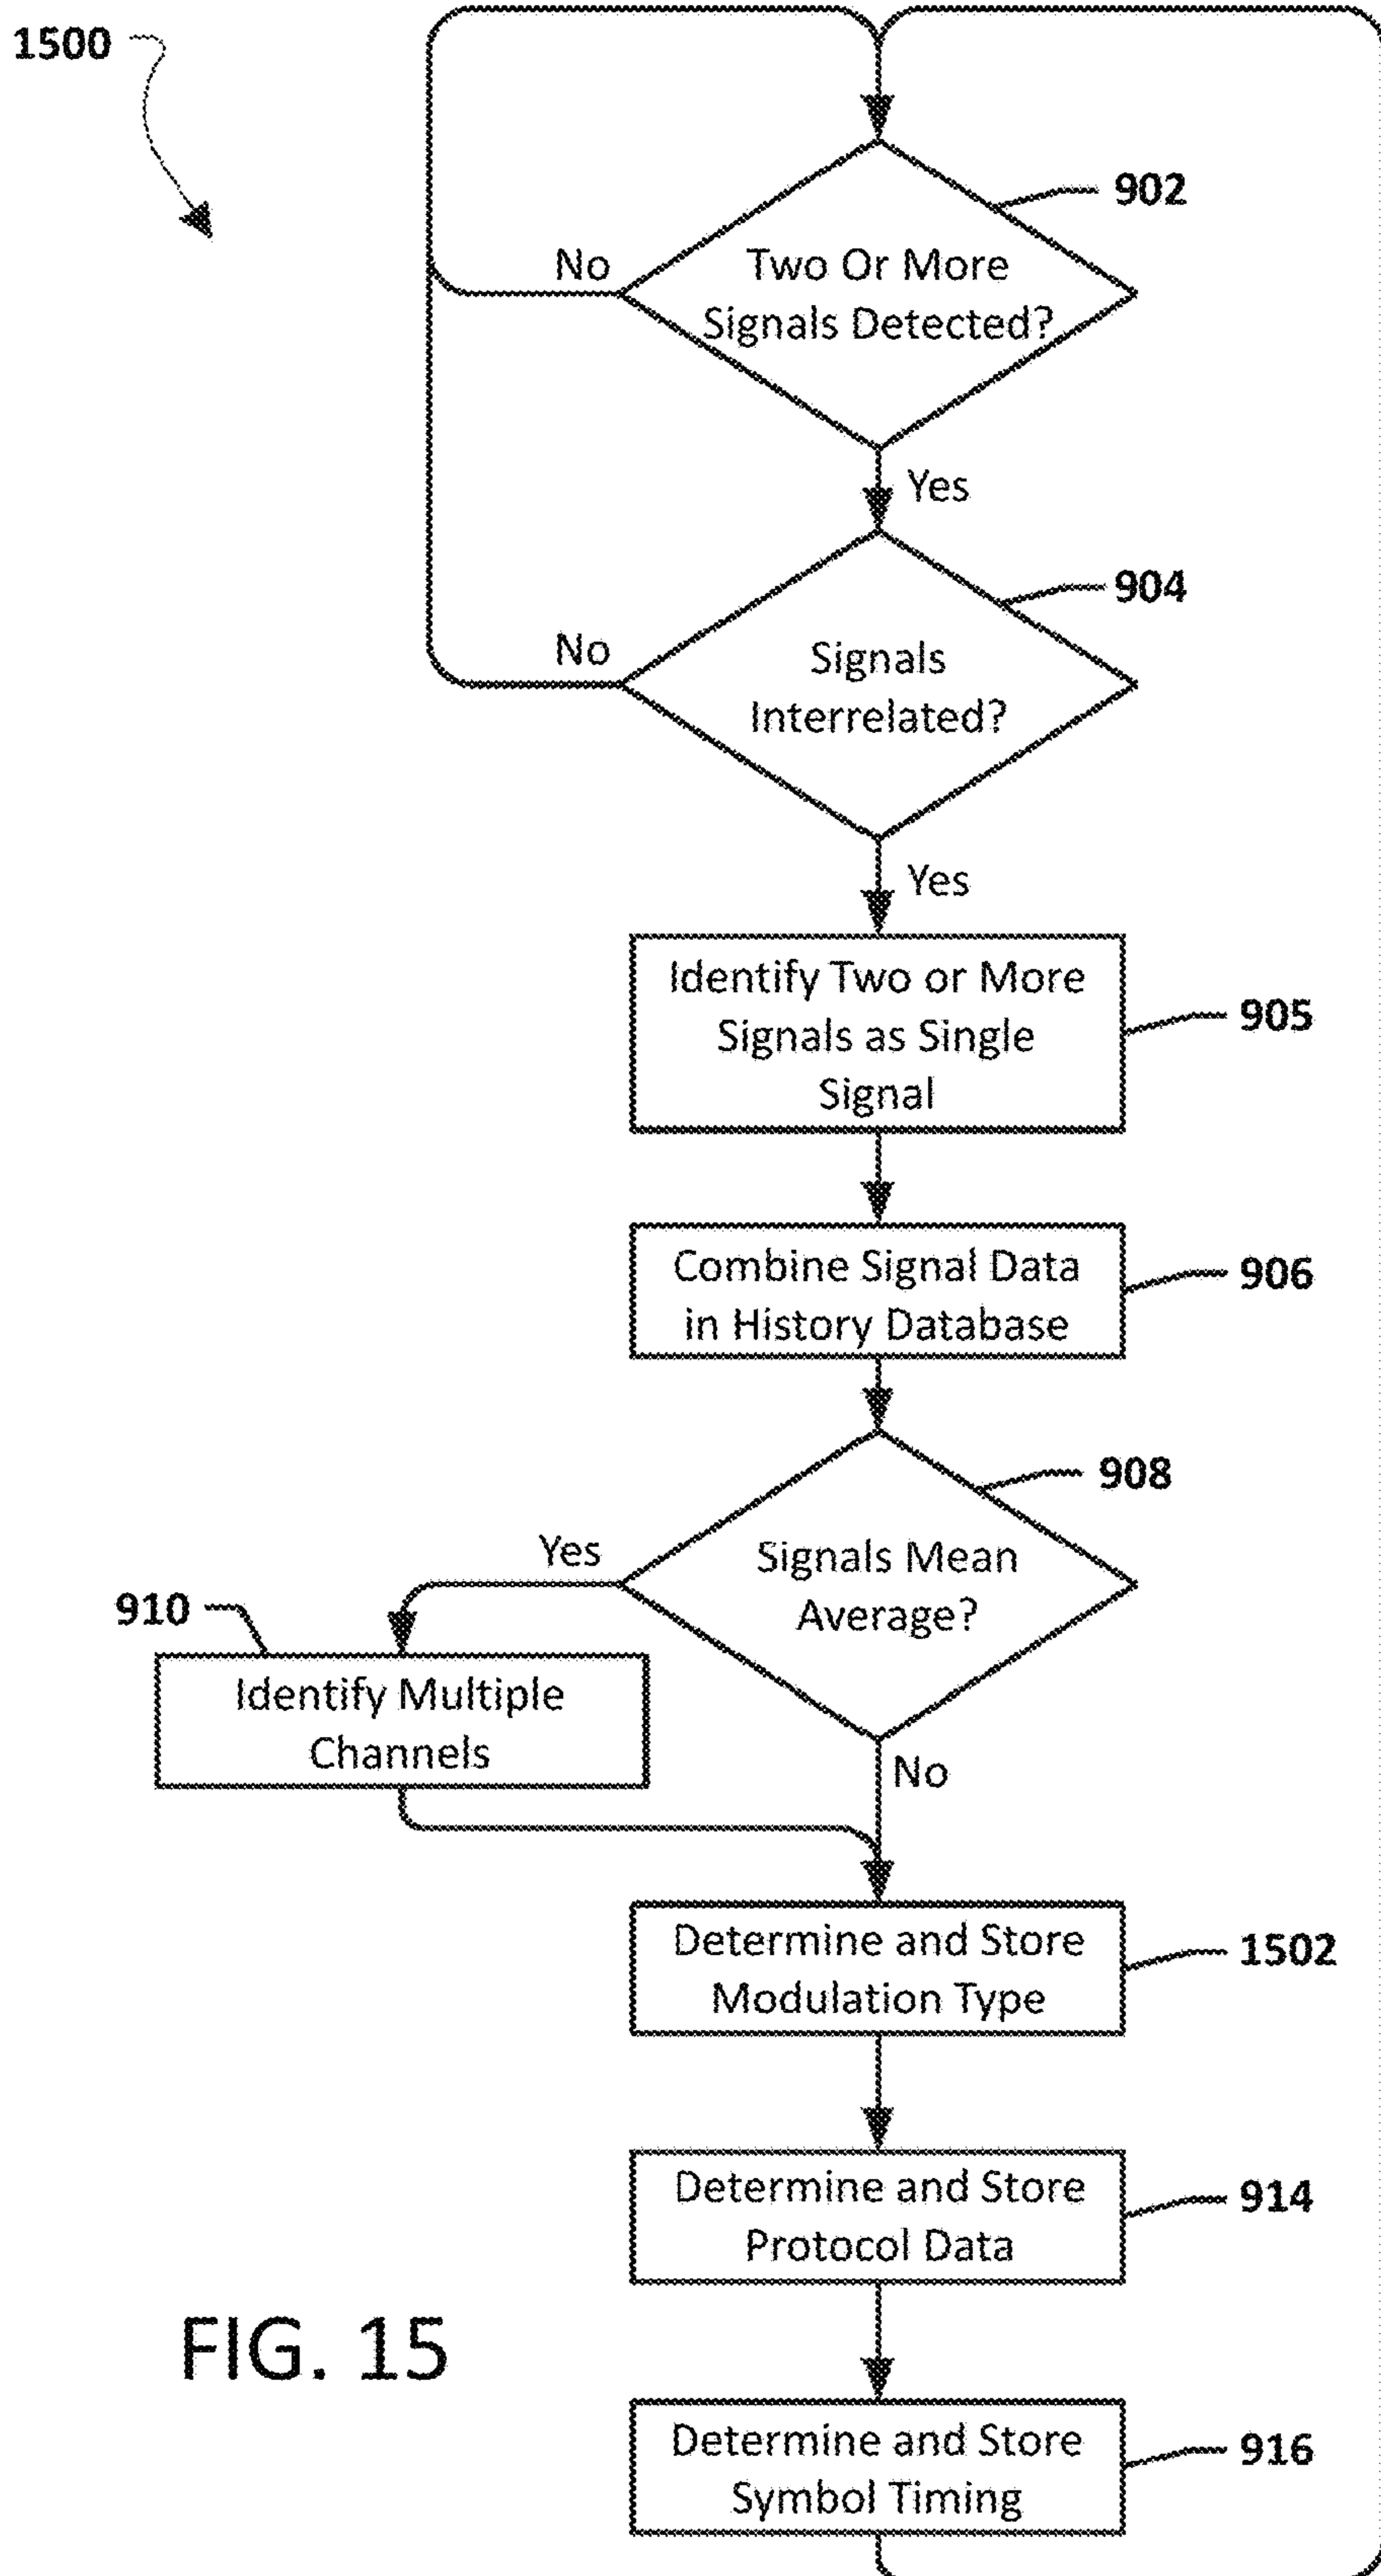 1500
902
No
Two Or More
Signals Detected?
Yes
904
No
Signals
Interrelated?
Yes
Identify Two or More
Signals as Single
Signal
905
Combine Signal Data
in History Database
906
908
Yes
Signals Mean
Average?
910
Identify Multiple
Channels
No
Determine and Store
Modulation Type
1502
Determine and Store
Protocol Data
914
FIG. 15
Determine and Store
Symbol Timing
916